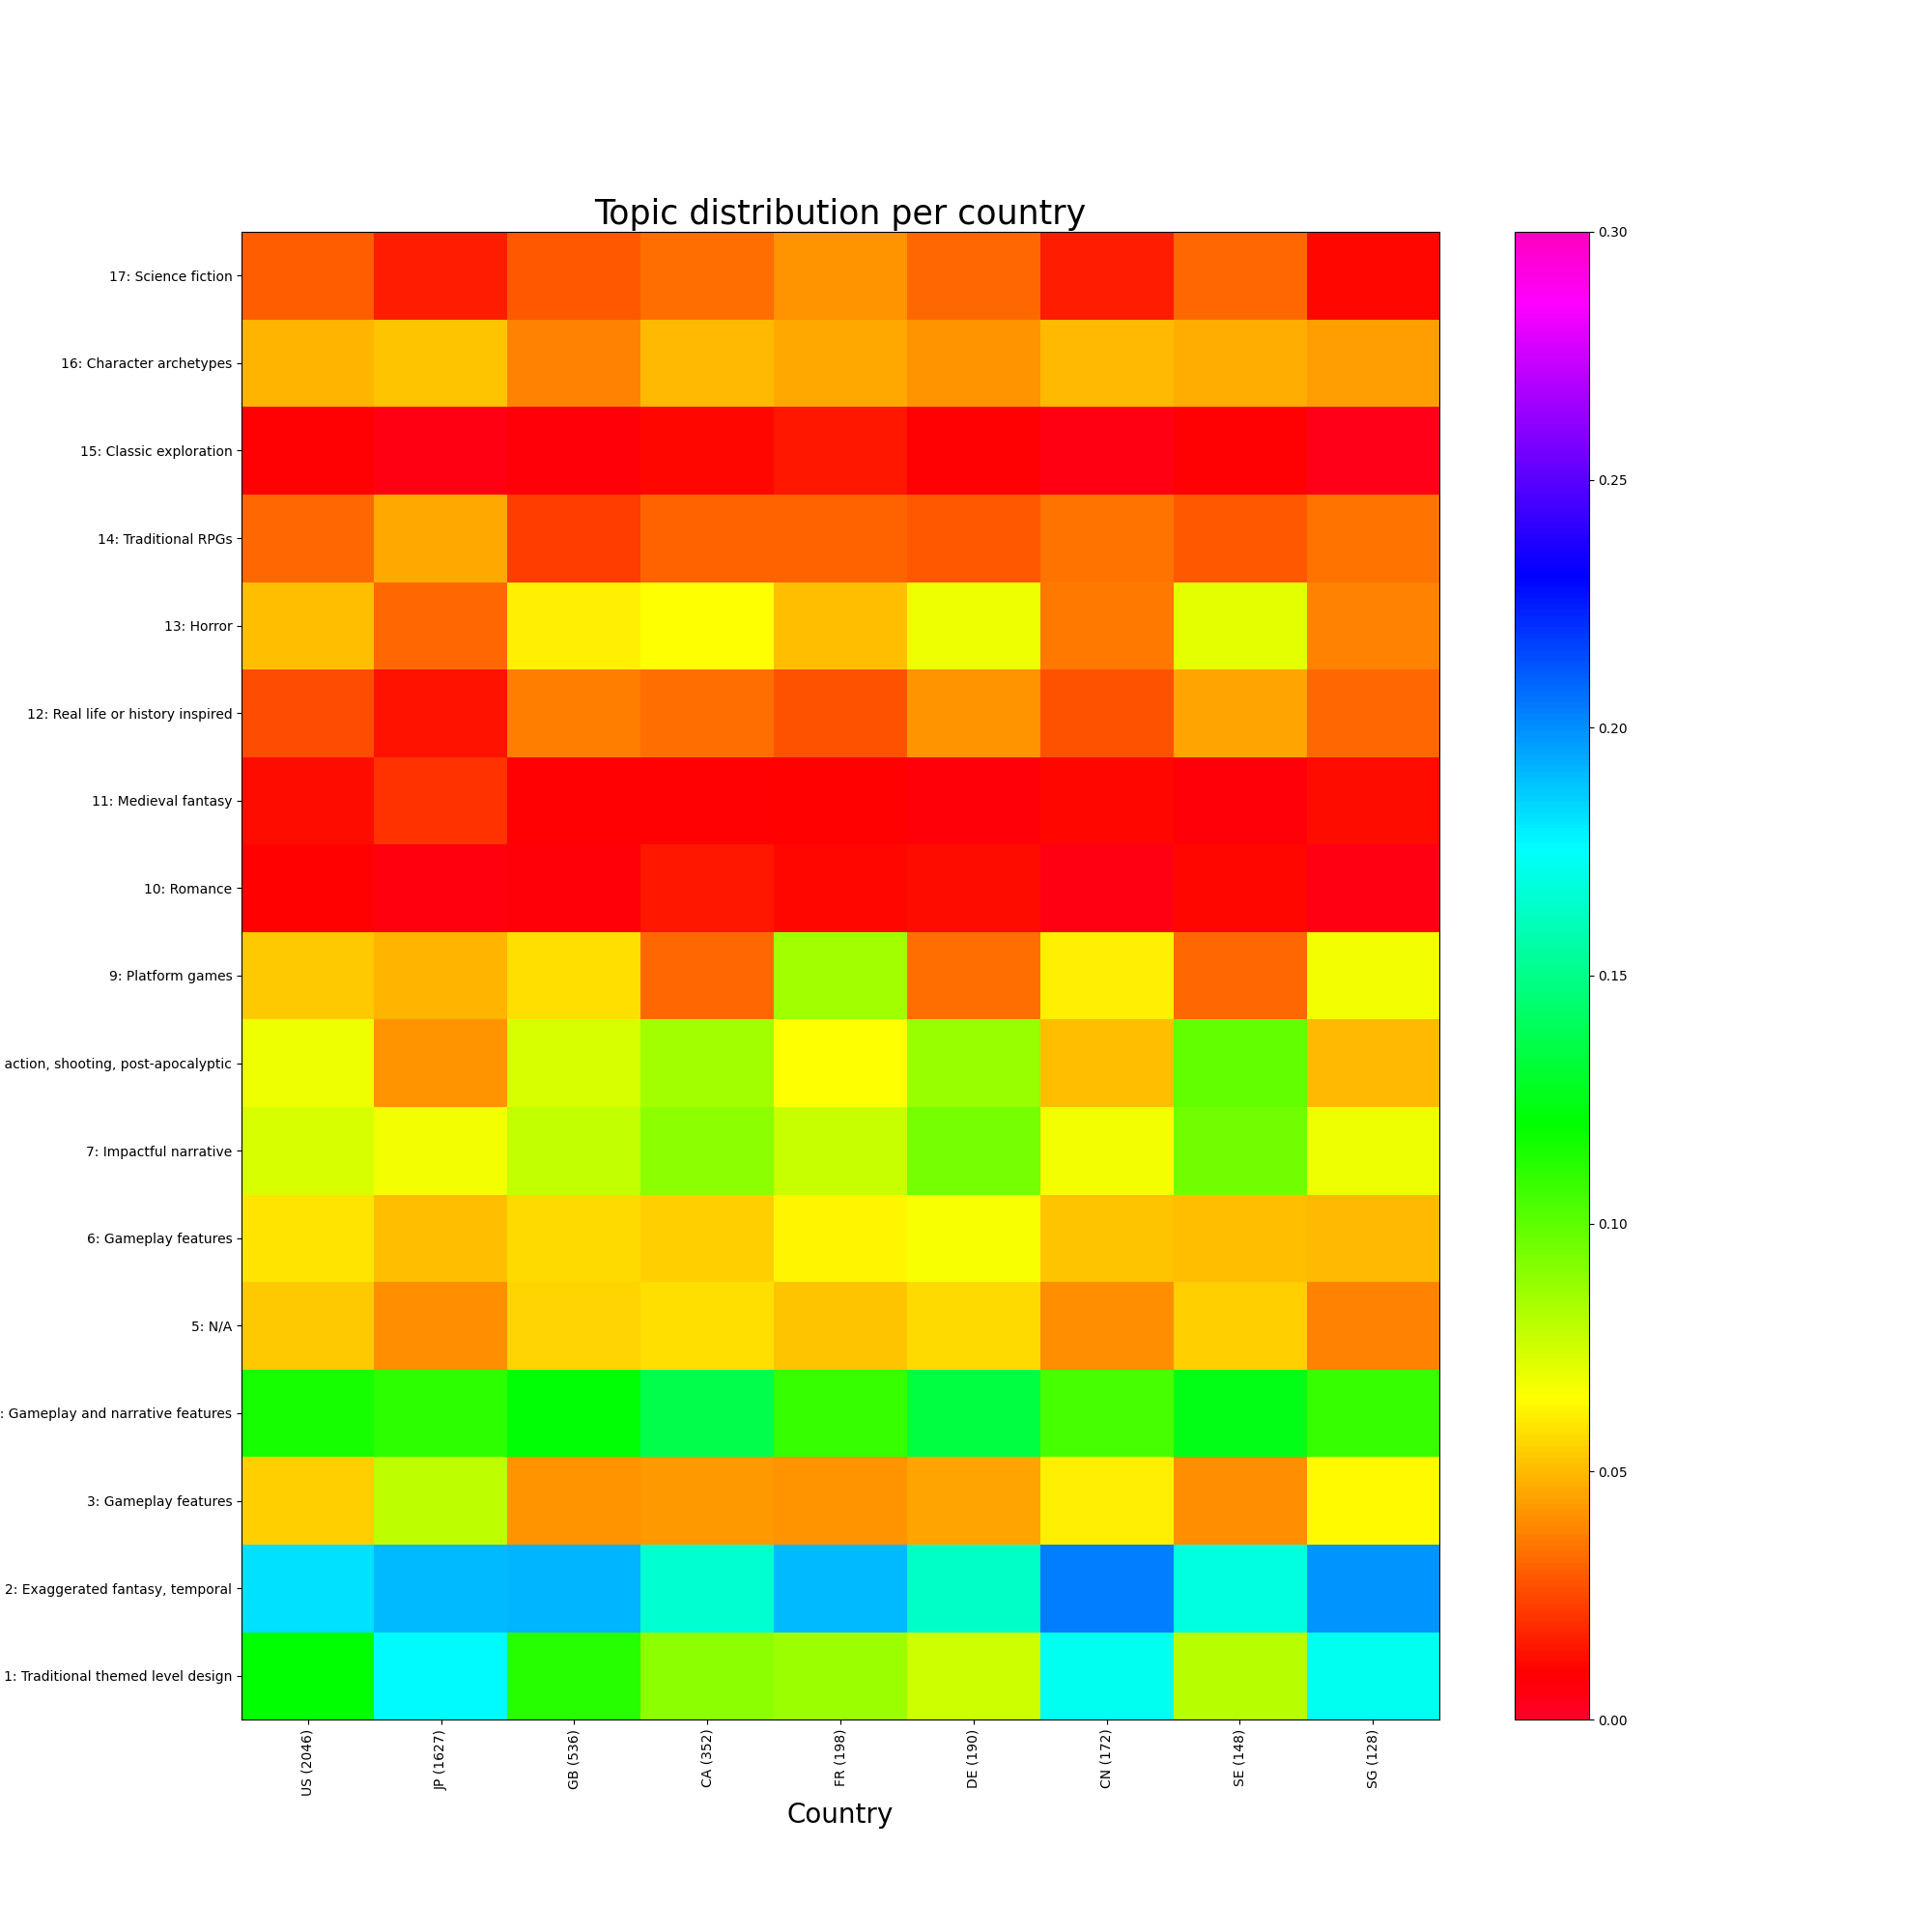 Topic distribution per country
17: Science fiction
16: Character archetypes
15: Classic exploration
14: Traditional RPGs
13: Horror
12: Real life or history inspired
11: Medieval fantasy
10: Romance
9: Platform games
action, shooting, post-apocalyptic
7: Impactful narrative
6: Gameplay features
5: N/A
: Gameplay and narrative features
3: Gameplay features
2: Exaggerated fantasy, temporal
1: Traditional themed level design
US (2046)
JP (1627)
GB (536)
CA (352)
FR (198)
DE (190)
CN (172)
SE (148)
SG (128)
Country
0.30
0.25
0.20
0.15
0.10
0.05
0.00